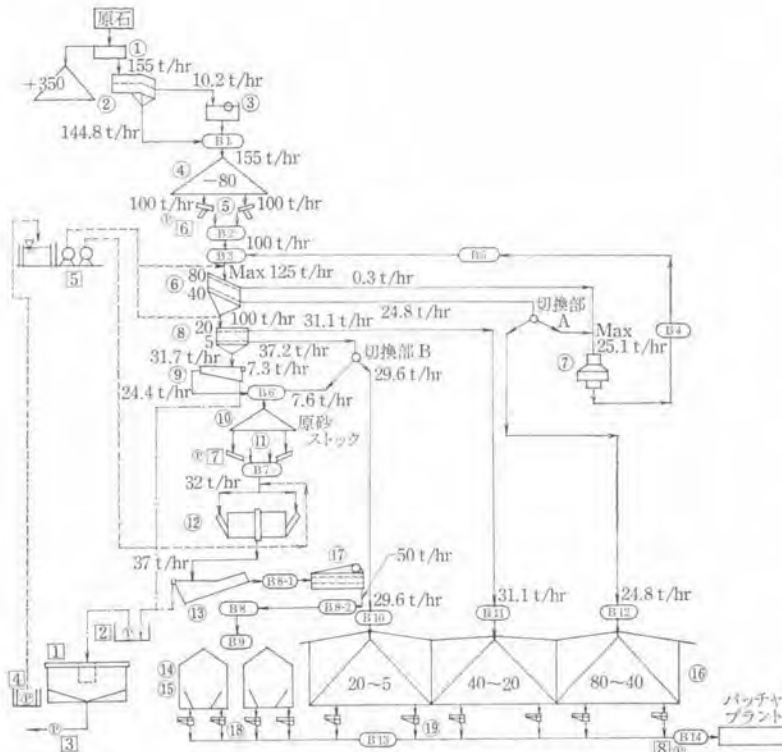 原石
①
155 t/hr
+350
10.2 t/hr
②
③
144.8 t/hr
B1
155 t/hr
④
-80
100 t/hr
⑤
100 t/hr
Ⓟ 6
B2
100 t/hr
B3
B5
Max 125 t/hr
80
0.3 t/hr
⑥
40
24.8 t/hr
切換部
A
5
100 t/hr
31.1 t/hr
Max
25.1 t/hr
B4
⑧
20
5
37.2 t/hr
切換部 B
⑦
31.7 t/hr
7.3 t/hr
29.6 t/hr
⑨
24.4 t/hr
B6
7.6 t/hr
⑩
原砂
ストック
⑪
Ⓟ 7
B7
32 t/hr
⑫
37 t/hr
⑰
50 t/hr
B8-1
⑬
B8
B8-2
29.6 t/hr
31.1 t/hr
24.8 t/hr
B10
B11
B12
2
B9
1
⑭
⑮
20~5
40~20
80~40
⑯
4
Ⓟ
Ⓟ
3
⑱
⑲
B13
8
B14
バッチャ
プラント